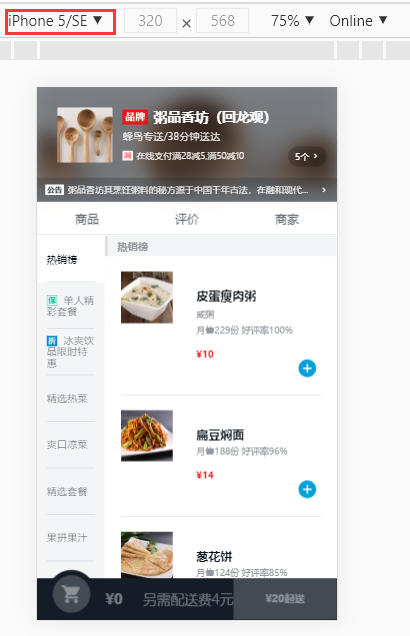 iPhone 5/SE ▼ 320 × 568 75% ▼ Online ▼
品牌 粥品香坊（回龙观）
蜂鸟专送/38分钟送达
减 在线支付满28减5,满50减10
5个 >
公告 粥品香坊其烹饪粥料的秘方源于中国千年古法，在融和现代... >
商品 评价 商家
热销榜
保 单人精
彩套餐
折 冰爽饮
品限时特
惠
精选热菜
爽口凉菜
精选套餐
果拼果汁
热销榜
皮蛋瘦肉粥
咸粥
月售229份 好评率100%
¥10
扁豆焖面
月售188份 好评率96%
¥14
葱花饼
月售124份 好评率85%
¥0 另需配送费4元 ¥20起送